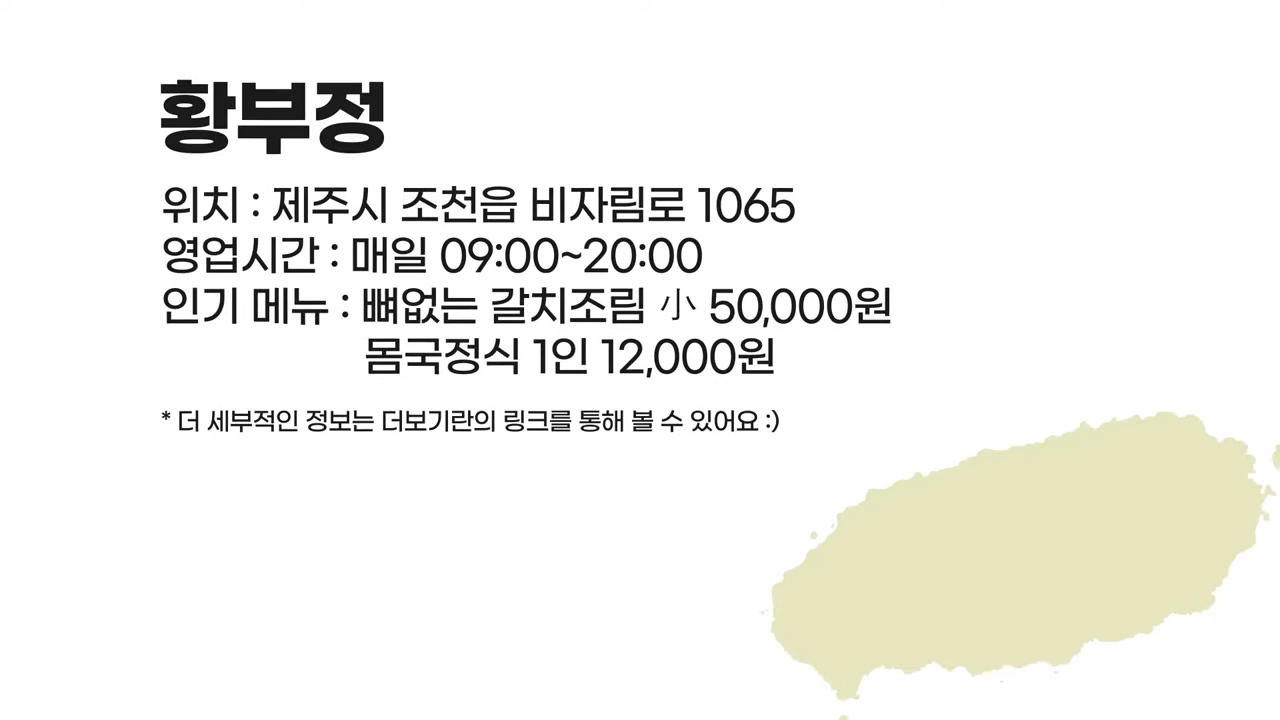 황부정
위치 : 제주시 조천읍 비자림로 1065
영업시간 : 매일 09:00~20:00
인기 메뉴 : 뼈없는 갈치조림 小 50,000원
몸국정식 1인 12,000원
* 더 세부적인 정보는 더보기란의 링크를 통해 볼 수 있어요 :)